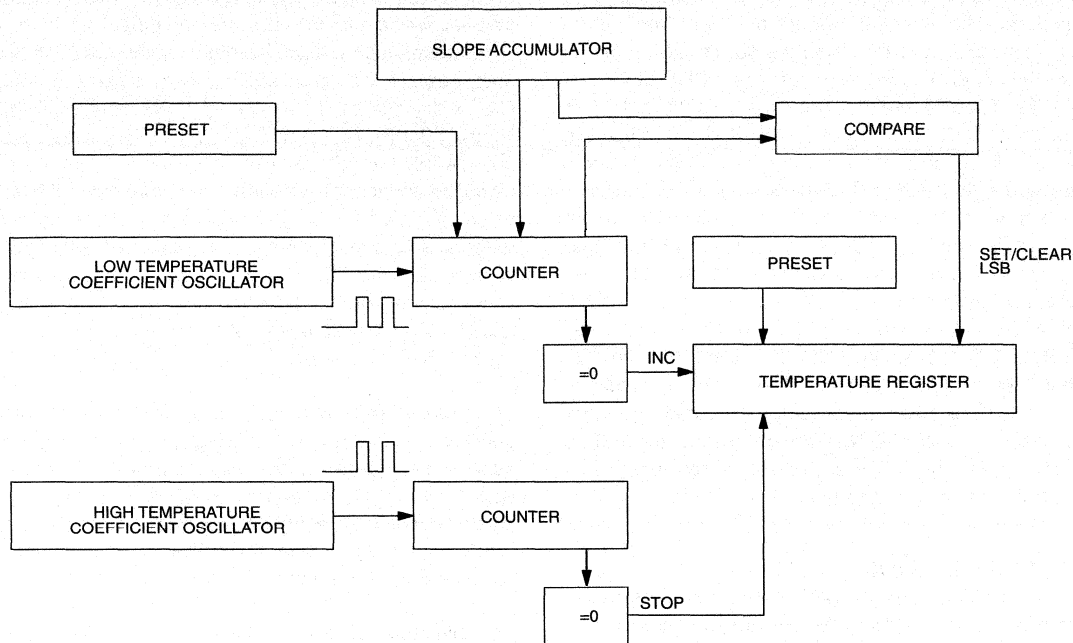 SLOPE ACCUMULATOR
PRESET
COMPARE
LOW TEMPERATURE
COEFFICIENT OSCILLATOR
COUNTER
PRESET
SET/CLEAR
LSB
=0
INC
TEMPERATURE REGISTER
HIGH TEMPERATURE
COEFFICIENT OSCILLATOR
COUNTER
=0
STOP